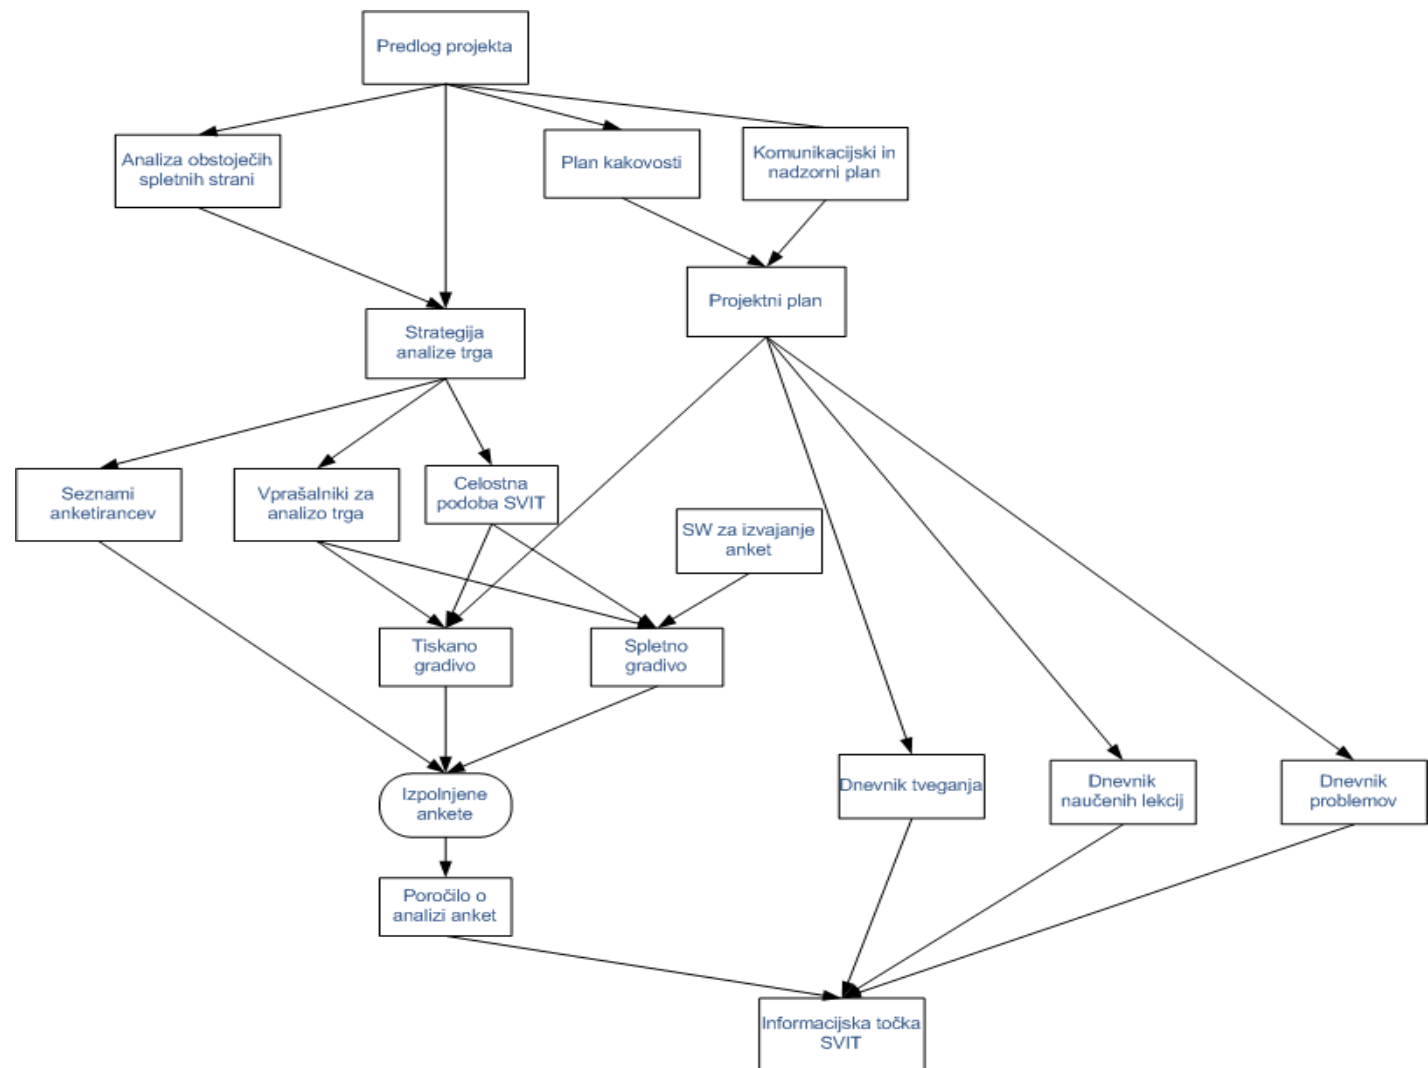 Predlog projekta
Analiza obstoječih
spletnih strani
Plan kakovosti
Komunikacijski in
nadzorni plan
Projektni plan
Strategija
analize trga
Seznami
anketirancev
Vprašalniki za
analizo trga
Celostna
podoba SVIT
SW za izvajanje
anket
Tiskano
gradivo
Spletno
gradivo
Izpolnjene
ankete
Dnevnik tveganja
Dnevnik
naučenih lekcij
Dnevnik
problemov
Poročilo o
analizi anket
Informacijska točka
SVIT